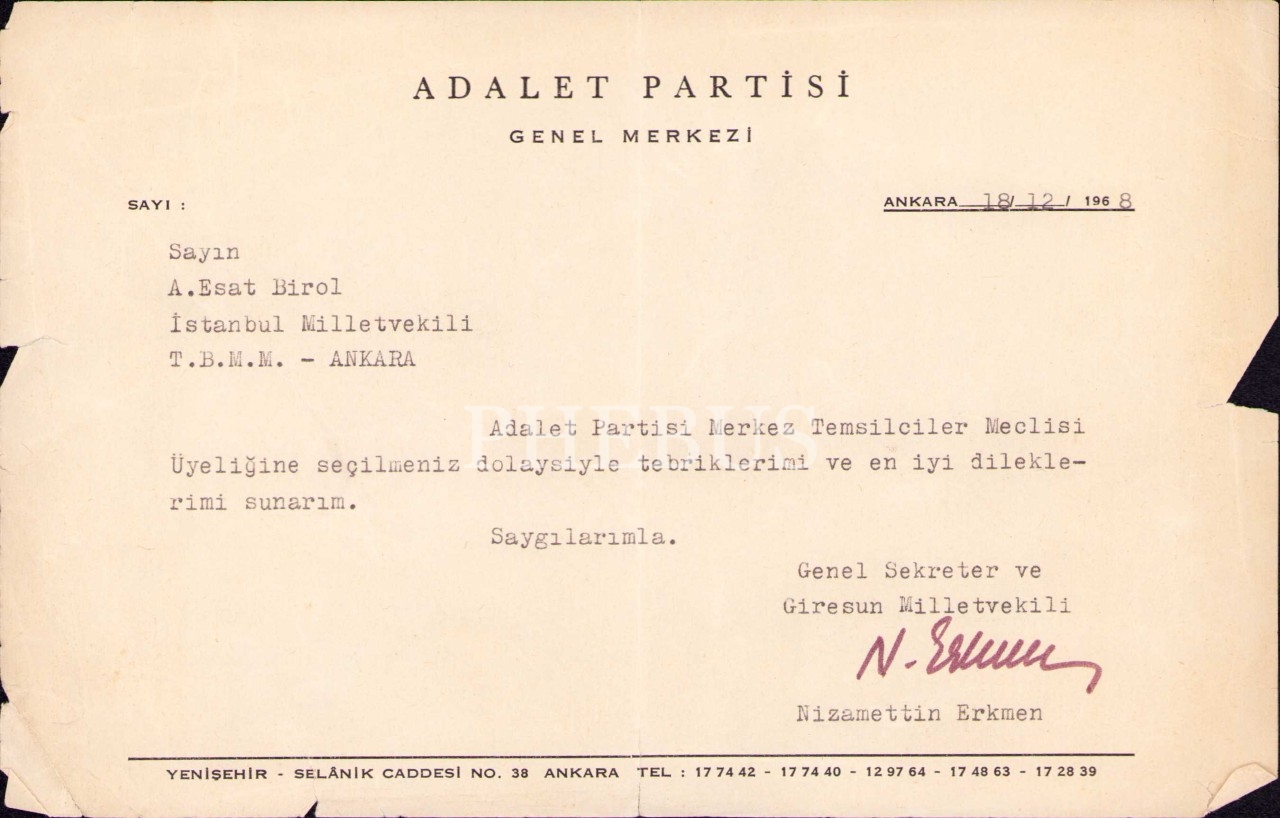 ADALET PARTİSİ
GENEL MERKEZİ
SAYI :
ANKARA 18/ 12 / 1968
Sayın
A.Esat Birol
İstanbul Milletvekili
T.B.M.M. - ANKARA
PHEBUS
Adalet Partisi Merkez Temsilciler Meclisi
Üyeliğine seçilmeniz dolaysiyle tebriklerimi ve en iyi dilekle-
rimi sunarım.
Saygılarımla.
Genel Sekreter ve
Giresun Milletvekili
N. Erkmen
Nizamettin Erkmen
YENİŞEHİR - SELÂNİK CADDESİ NO. 38 ANKARA TEL : 17 74 42 - 17 74 40 - 12 97 64 - 17 48 63 - 17 28 39